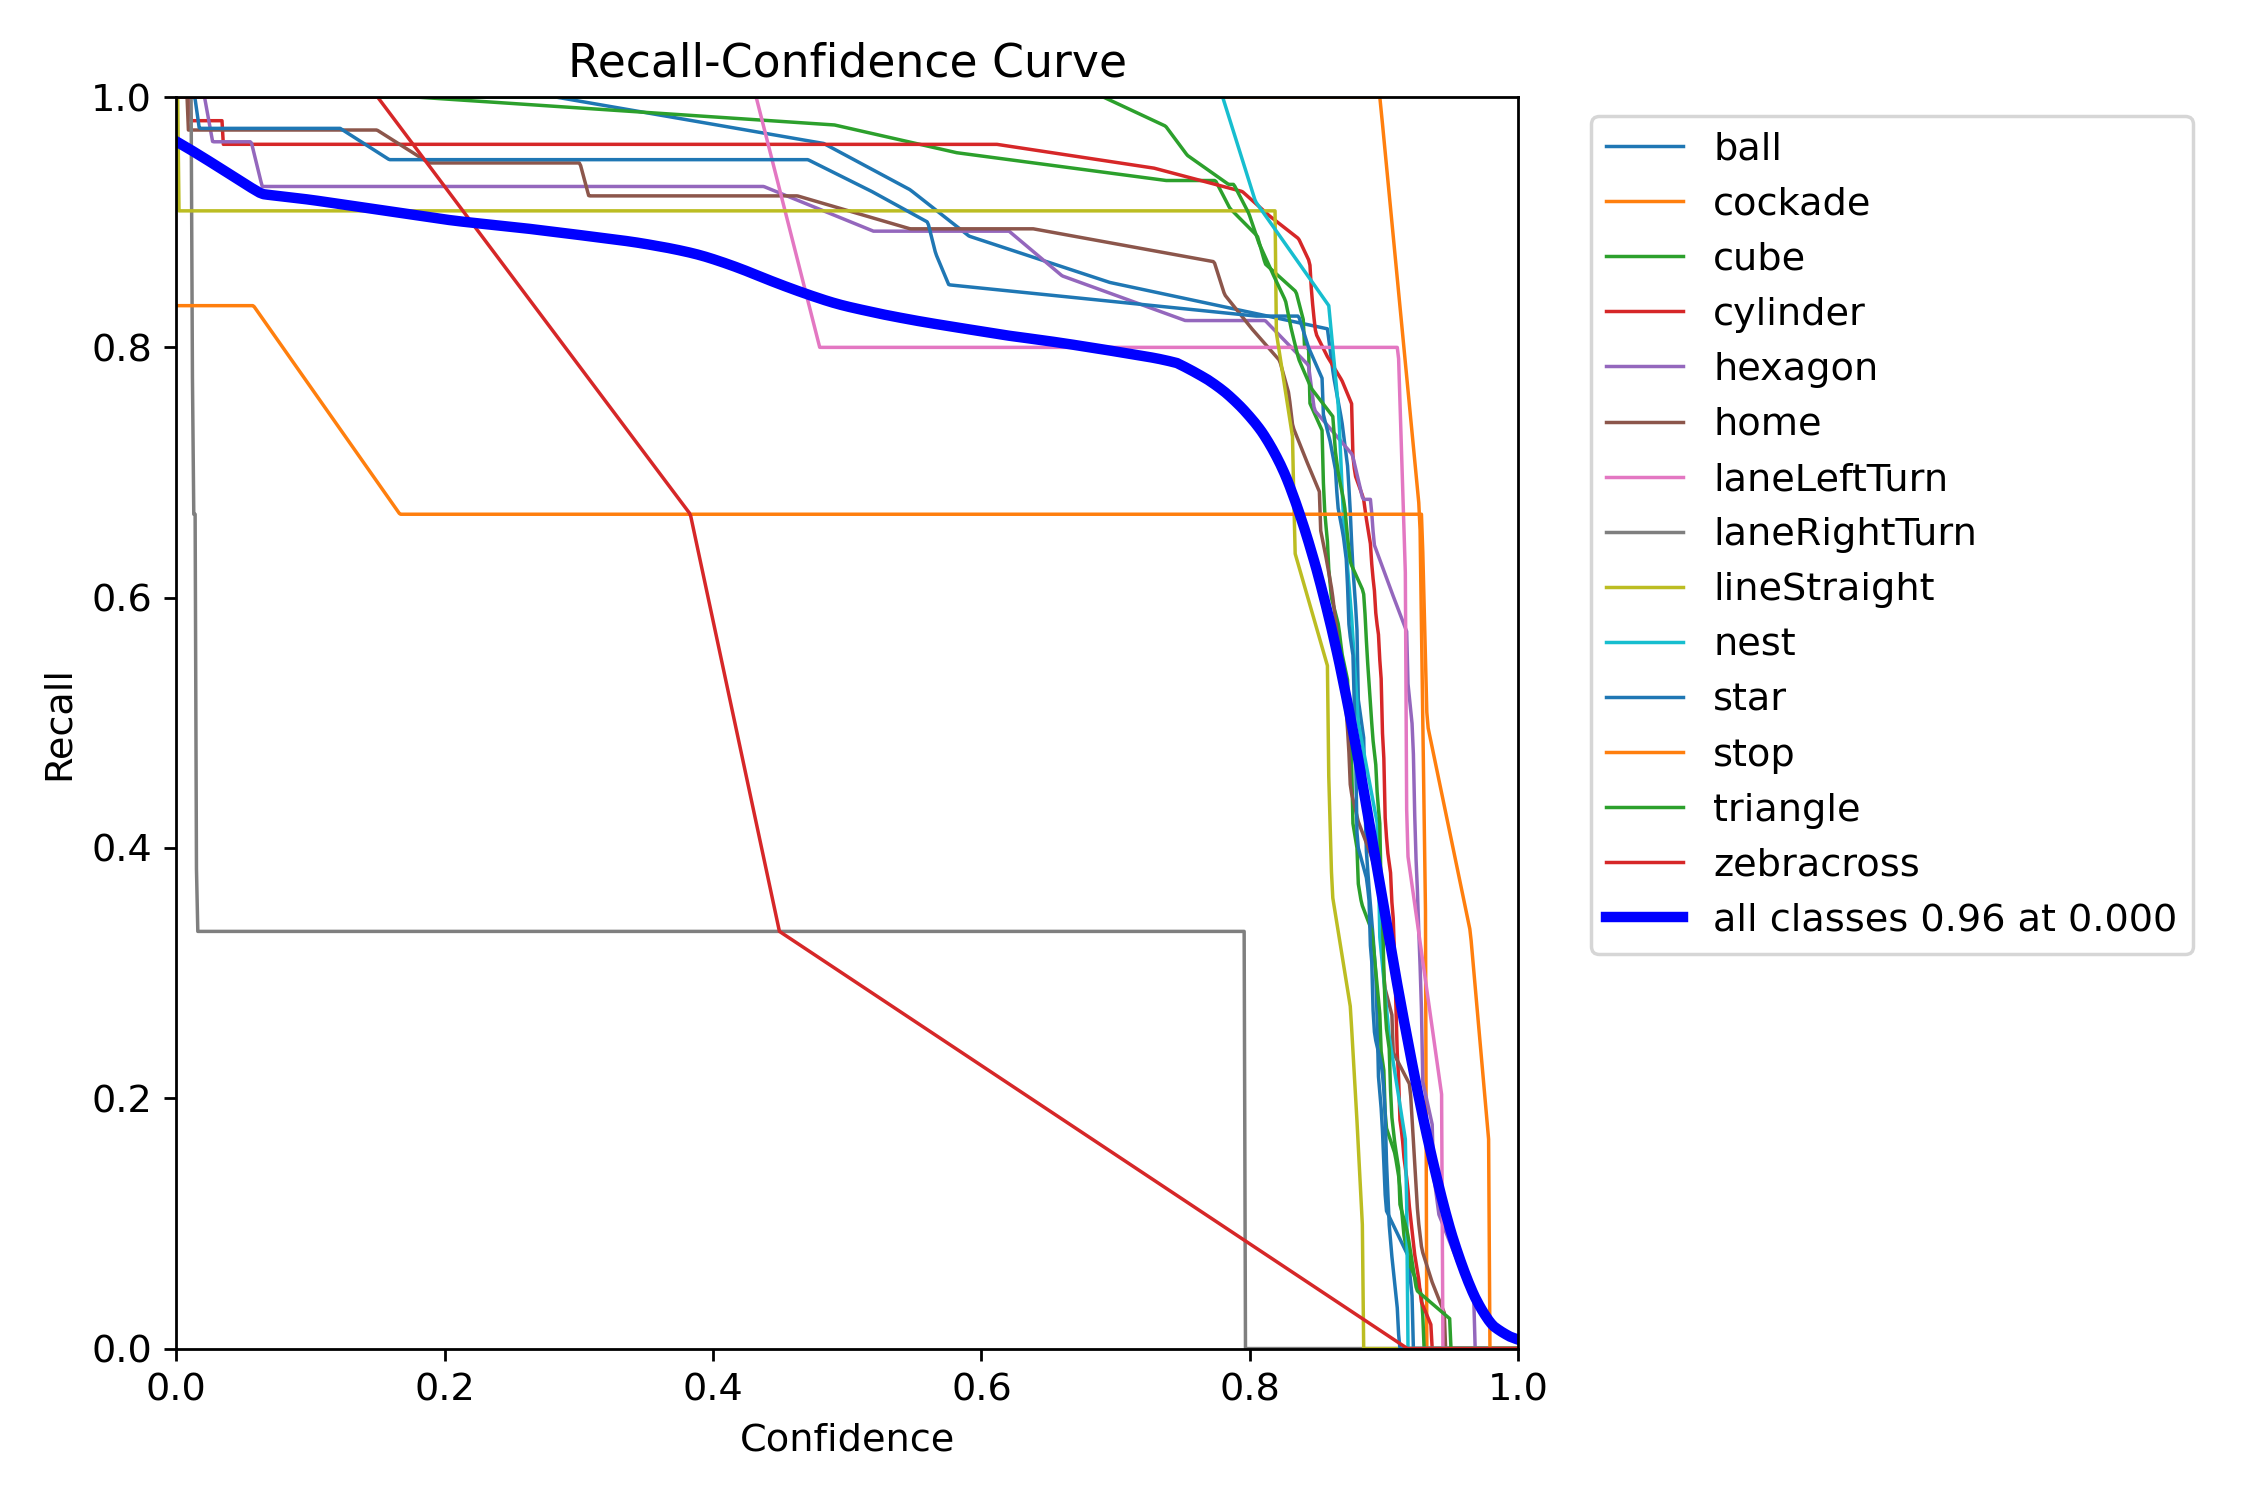 Recall-Confidence Curve
1.0
0.8
0.6
0.4
0.2
0.0
Recall
0.0 0.2 0.4 0.6 0.8 1.0
Confidence
ball
cockade
cube
cylinder
hexagon
home
laneLeftTurn
laneRightTurn
lineStraight
nest
star
stop
triangle
zebracross
all classes 0.96 at 0.000